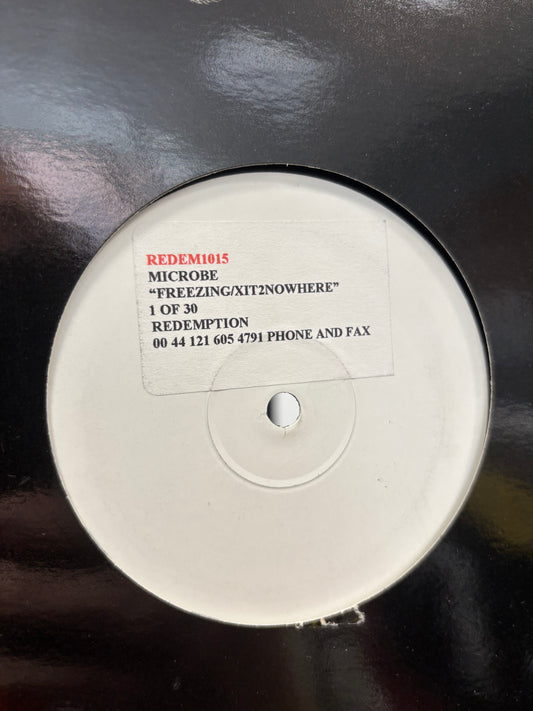 REDEM1015
MICROBE
“FREEZING/XIT2NOWHERE”
1 OF 30
REDEMPTION
00 44 121 605 4791 PHONE AND FAX